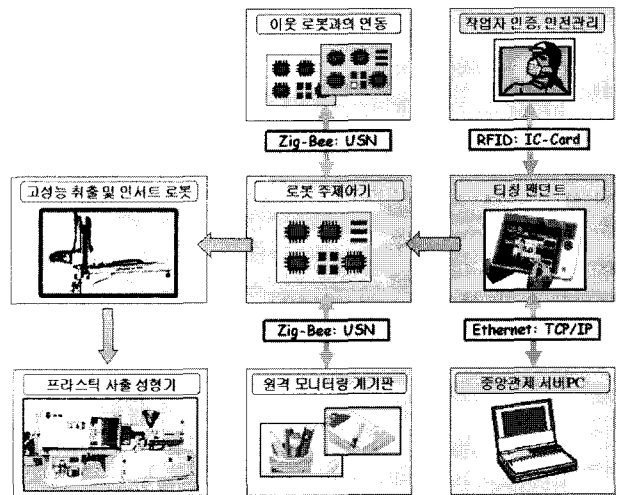 이웃 로봇과의 연동
작업자 인증, 안전관리
Zig-Bee: USN
RFID: IC-Card
고성능 취출 및 인서트 로봇
로봇 주제어기
티칭 팬던트
Zig-Bee: USN
Ethernet: TCP/IP
프라스틱 사출 성형기
원격 모니터링 계기판
중앙관제 서버PC